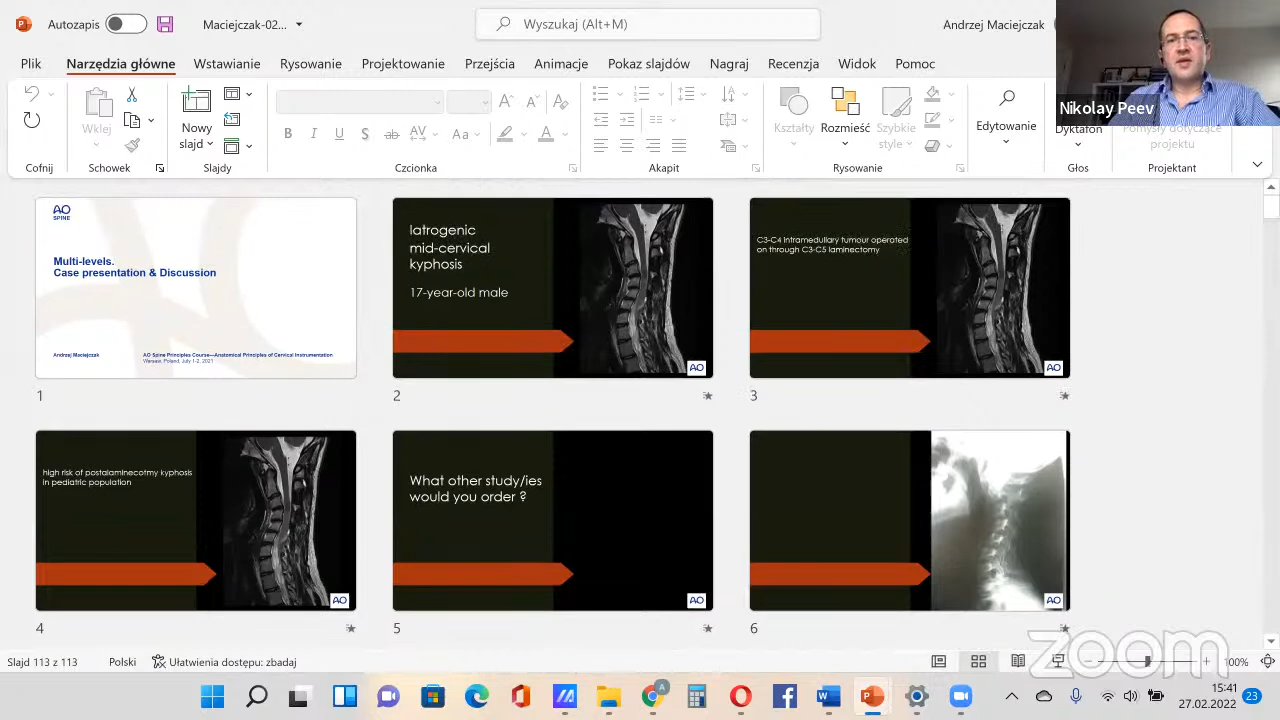 Autozapis
Maciejczak-02...
Wyszukaj (Alt+M)
Andrzej Maciejczak
Plik
Narzędzia główne
Wstawianie
Rysowanie
Projektowanie
Przejścia
Animacje
Pokaz slajdów
Nagraj
Recenzja
Widok
Pomoc
Nikolay Peev
Wklej
Nowy
slajd
Kształty
Rozmieść
Szybkie
style
Edytowanie
Dyktafon
Pomysły dotyczące
projektu
Cofnij
Schowek
Slajdy
Czcionka
Akapit
Rysowanie
Głos
Projektant
AO
SPINE
Multi-levels.
Case presentation & Discussion
Andrzej Maciejczak
AO Spine Principles Course—Anatomical Principles of Cervical Instrumentation
Warsaw, Poland, July 1-2, 2021
1
Iatrogenic
mid-cervical
kyphosis
17-year-old male
AO
2
C3-C4 intramedullary tumour operated
on through C3-C5 laminectomy
AO
3
high risk of postalaminecotmy kyphosis
in pediatric population
AO
4
What other study/ies
would you order ?
AO
5
AO
6
zoom
Slajd 113 z 113
Polski
Ułatwienia dostępu: zbadaj
100%
15:41
27.02.2022
23